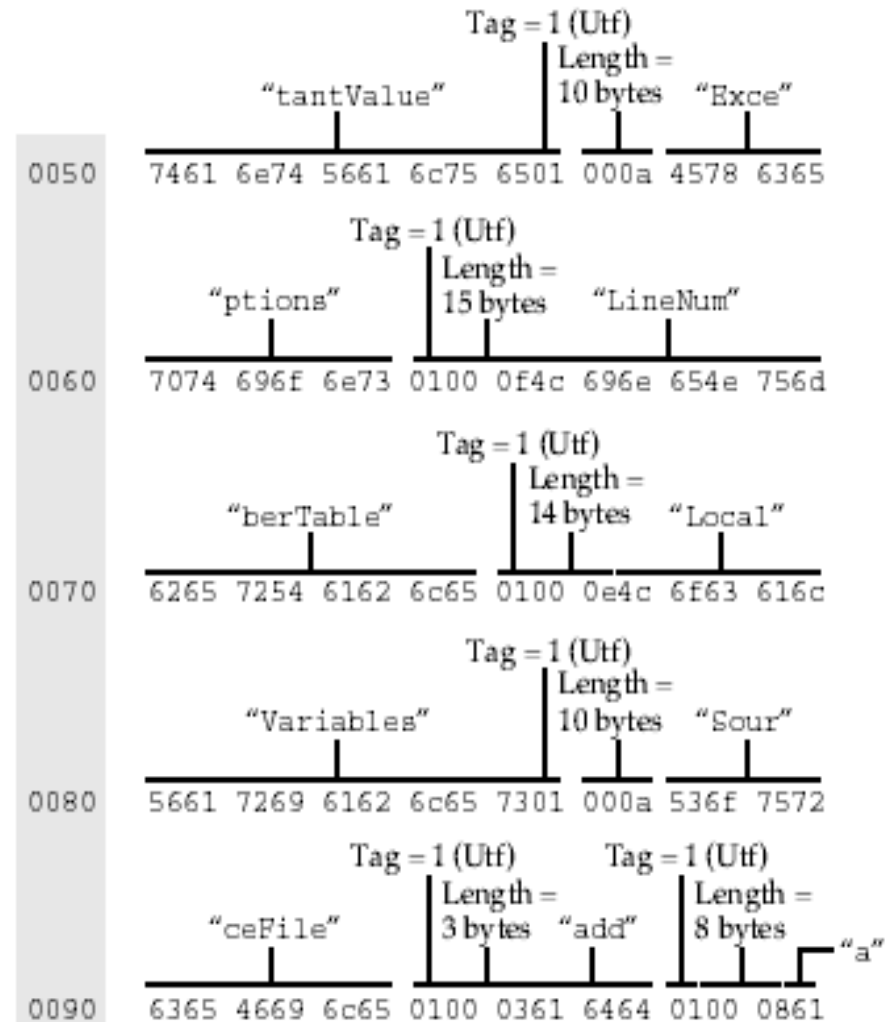 Tag = 1 (Utf)
Length =
"tantValue" 10 bytes "Exce"
0050 7461 6e74 5661 6c75 6501 000a 4578 6365
Tag = 1 (Utf)
Length =
"ptions" 15 bytes "LineNum"
0060 7074 696f 6e73 0100 0f4c 696e 654e 756d
Tag = 1 (Utf)
Length =
"berTable" 14 bytes "Local"
0070 6265 7254 6162 6c65 0100 0e4c 6f63 616c
Tag = 1 (Utf)
Length =
"Variables" 10 bytes "Sour"
0080 5661 7269 6162 6c65 7301 000a 536f 7572
Tag = 1 (Utf) Tag = 1 (Utf)
Length = Length =
"ceFile" 3 bytes "add" 8 bytes "a"
0090 6365 4669 6c65 0100 0361 6464 0100 0861